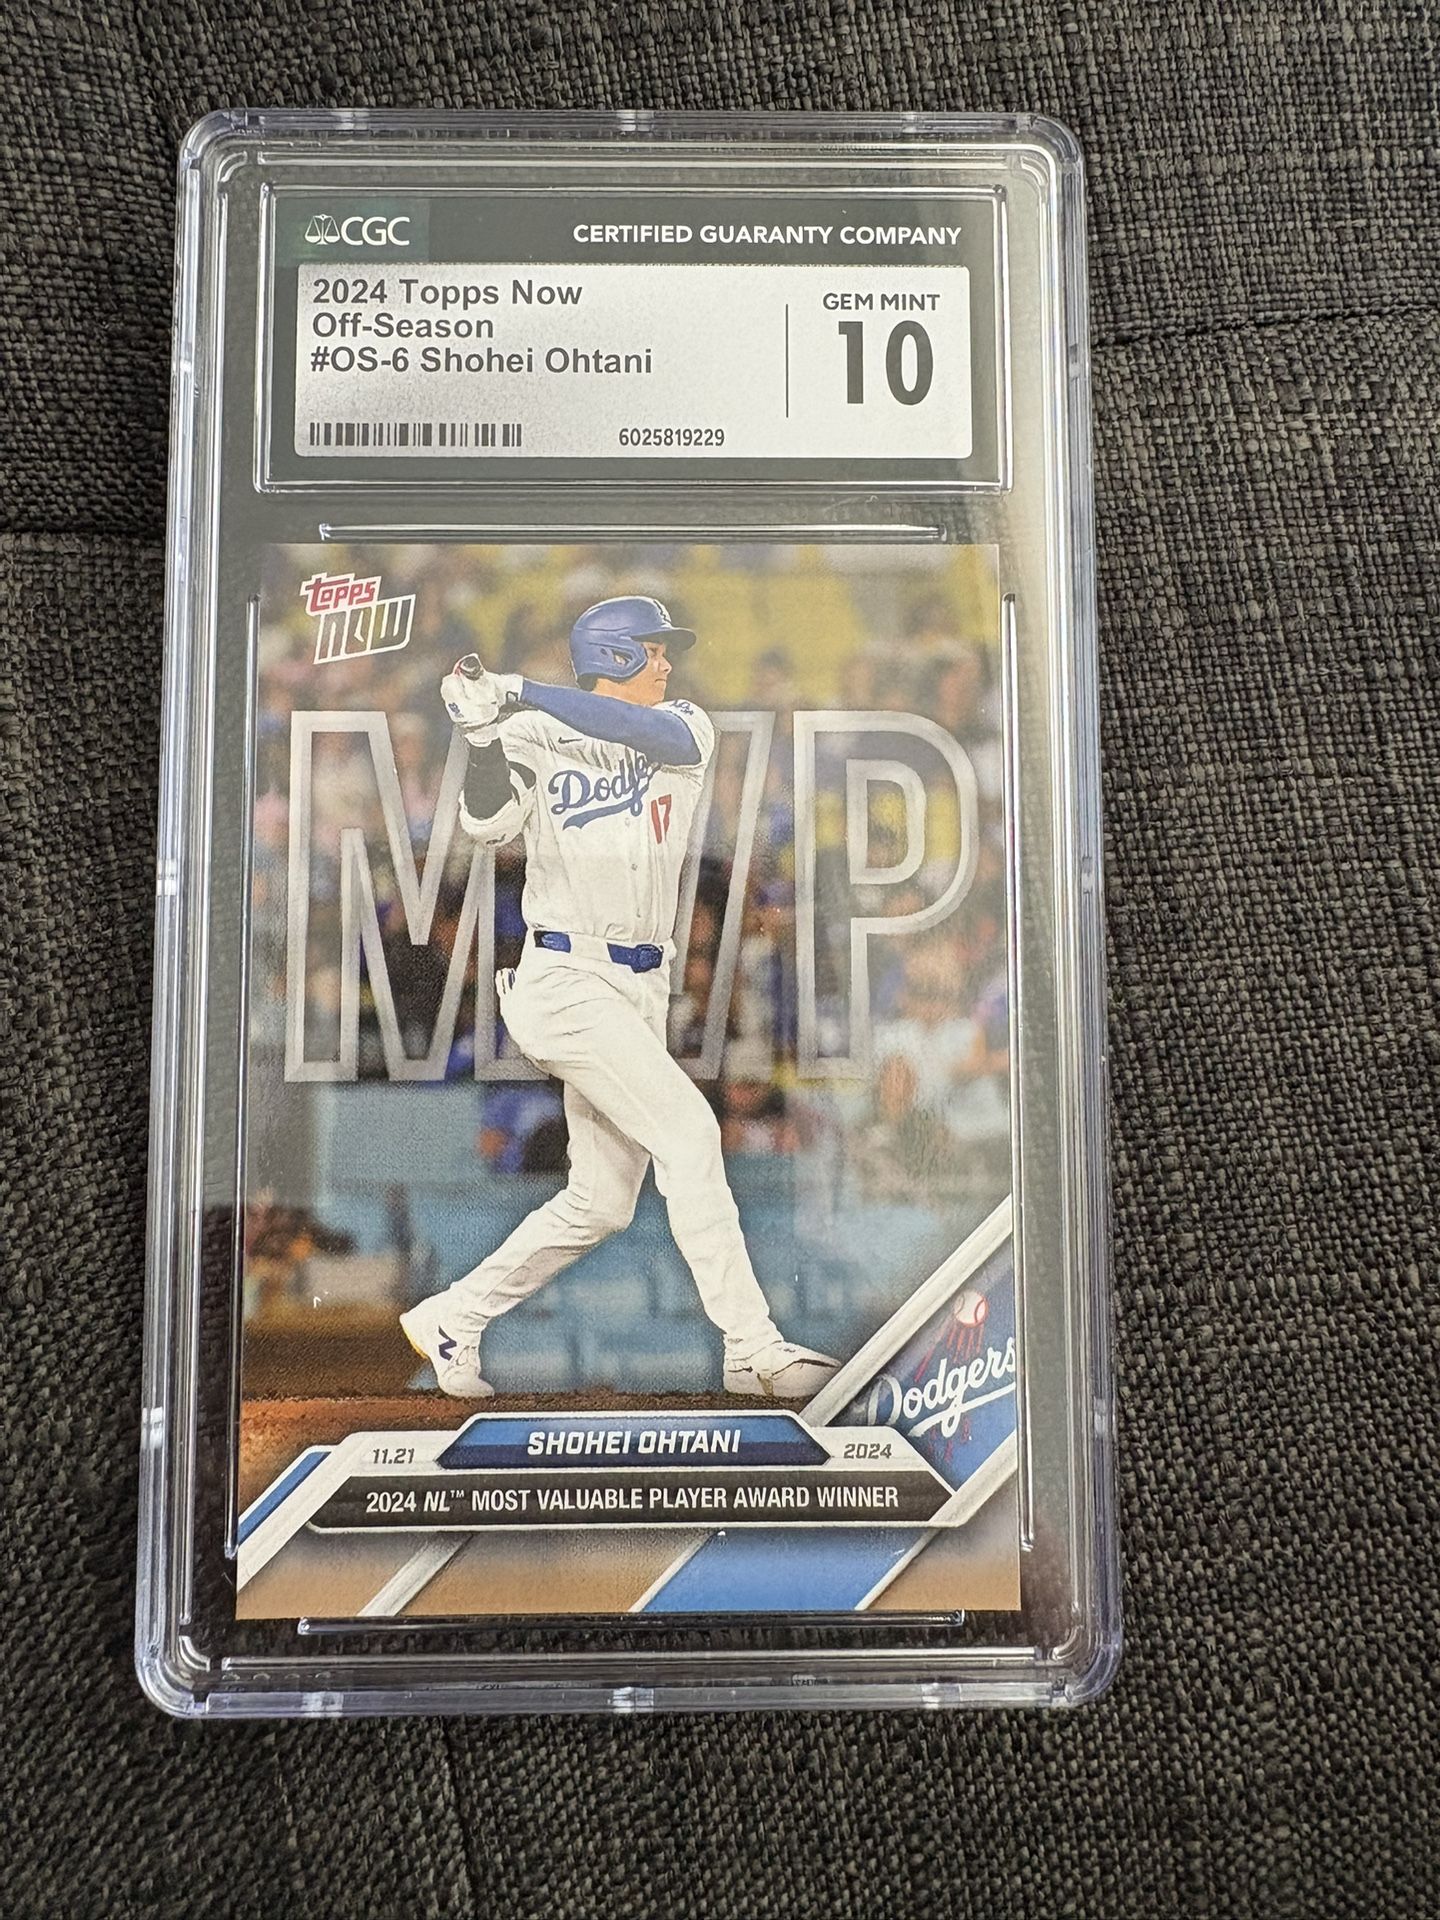 CGC
CERTIFIED GUARANTY COMPANY
2024 Topps Now
Off-Season
#OS-6 Shohei Ohtani
GEM MINT
10
6025819229
topps
NOW
MVP
Dodge
17
Dodgers
SHOHEI OHTANI
11.21
2024
2024 NL™ MOST VALUABLE PLAYER AWARD WINNER